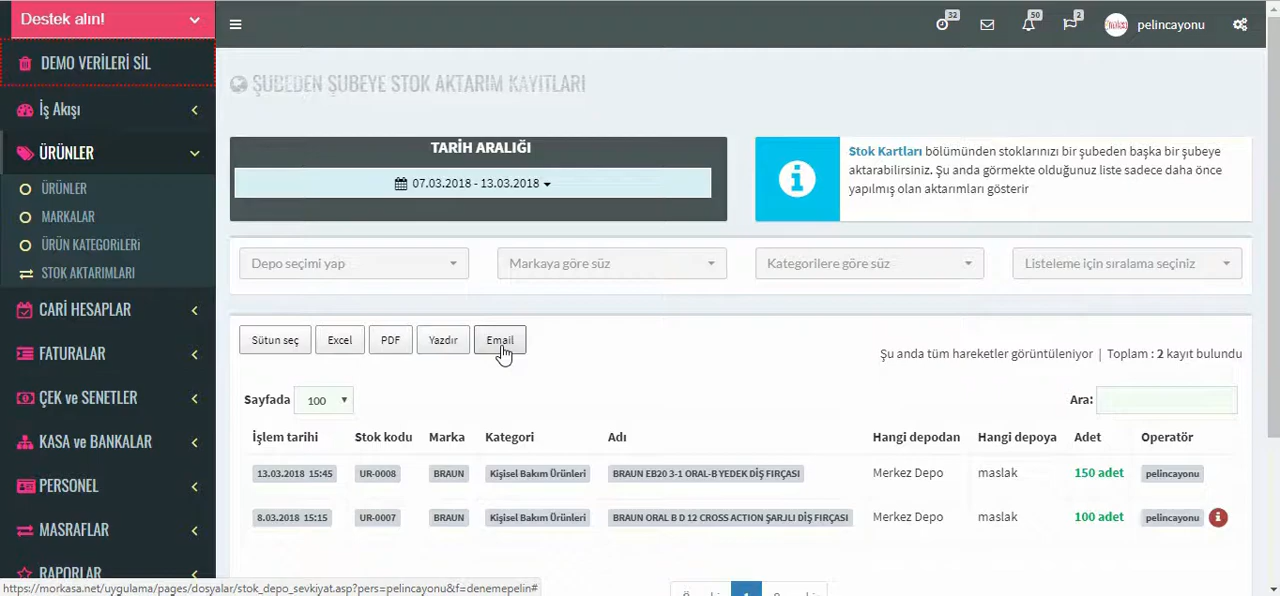 Destek alın!
32
50
2
pelincayonu
DEMO VERİLERİ SİL
İş Akışı
ÜRÜNLER
ÜRÜNLER
MARKALAR
ÜRÜN KATEGORİLERİ
STOK AKTARIMLARI
CARİ HESAPLAR
FATURALAR
ÇEK ve SENETLER
KASA ve BANKALAR
PERSONEL
MASRAFLAR
RAPORLAR
ŞUBEDEN ŞUBEYE STOK AKTARIM KAYITLARI
TARİH ARALIĞI
07.03.2018 - 13.03.2018
Stok Kartları bölümünden stoklarınızı bir şubeden başka bir şubeye
aktarabilirsiniz. Şu anda görmekte olduğunuz liste sadece daha önce
yapılmış olan aktarımları gösterir
Depo seçimi yap
Markaya göre süz
Kategorilere göre süz
Listeleme için sıralama seçiniz
Sütun seç
Excel
PDF
Yazdır
Email
Şu anda tüm hareketler görüntüleniyor | Toplam : 2 kayıt bulundu
Sayfada 100
Ara:
İşlem tarihi Stok kodu Marka Kategori Adı Hangi depodan Hangi depoya Adet Operatör
13.03.2018 15:45 UR-0008 BRAUN Kişisel Bakım Ürünleri BRAUN EB20 3-1 ORAL-B YEDEK DİŞ FIRÇASI Merkez Depo maslak 150 adet pelincayonu
8.03.2018 15:15 UR-0007 BRAUN Kişisel Bakım Ürünleri BRAUN ORAL B D 12 CROSS ACTION ŞARJLI DİŞ FIRÇASI Merkez Depo maslak 100 adet pelincayonu
https://morkasa.net/uygulama/pages/dosyalar/stok_depo_sevkiyat.asp?pers=pelincayonu&f=denemepelin#